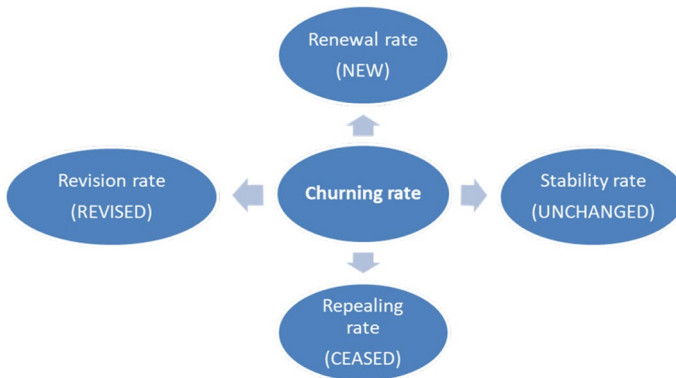 Renewal rate
(NEW)
Revision rate
(REVISED)
Churning rate
Stability rate
(UNCHANGED)
Repealing
rate
(CEASED)